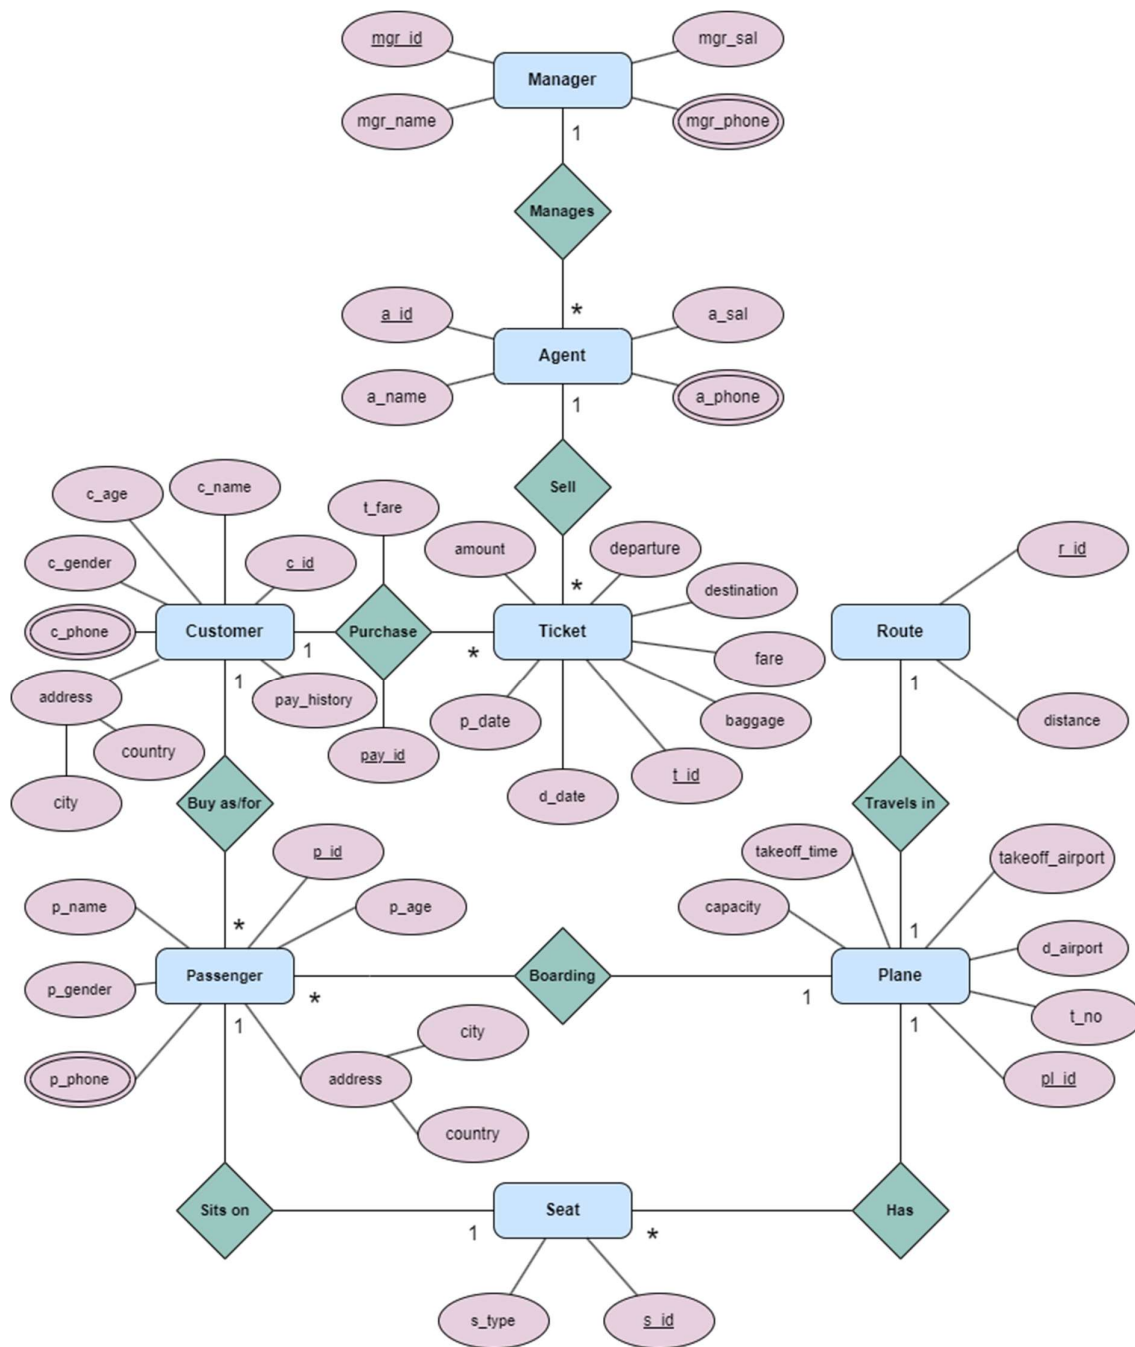 mgr_id
mgr_sal
Manager
mgr_name
mgr_phone
1
Manages
*
a_id
a_sal
Agent
a_name
a_phone
1
c_name
c_age
t_fare
Sell
amount
departure
r_id
c_gender
c_id
*
destination
c_phone
Customer
1
Purchase
*
Ticket
Route
fare
1
address
1
pay_history
p_date
baggage
distance
country
pay_id
t_id
city
Buy as/for
d_date
Travels in
p_id
takeoff_time
takeoff_airport
p_name
p_age
capacity
*
1
d_airport
p_gender
Passenger
*
Boarding
1
Plane
t_no
1
1
city
p_phone
address
pl_id
country
Sits on
1
Seat
*
Has
s_type
s_id